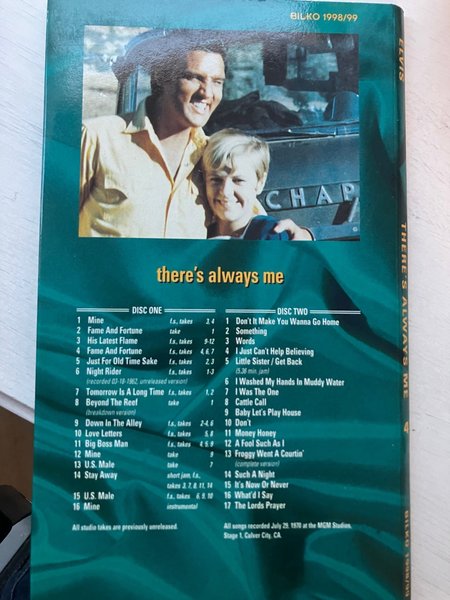 BILKO 1998/99
CHAP
there's always me
DISC ONE
1 Mine f.s., takes 3, 4
2 Fame And Fortune take 1
3 His Latest Flame f.s., takes 9-12
4 Fame And Fortune f.s., takes 4, 6, 7
5 Just For Old Time Sake f.s., takes 2, 3
6 Night Rider f.s., takes 1-3
(recorded 03-18-1962, unreleased version)
7 Tomorrow Is A Long Time f.s., takes 1, 2
8 Beyond The Reef take 1
(breakdown version)
9 Down In The Alley f.s., takes 2-4, 6
10 Love Letters f.s., takes 5, 8
11 Big Boss Man f.s., takes 4, 5, 9
12 Mine take 9
13 U.S. Male take 7
14 Stay Away short jam, f.s.,
takes 3, 7, 8, 11, 14
15 U.S. Male f.s., takes 6, 9, 10
16 Mine instrumental
All studio takes are previously unreleased.
DISC TWO
1 Don't It Make You Wanna Go Home
2 Something
3 Words
4 I Just Can't Help Believing
5 Little Sister / Get Back
(5.36 min. jam)
6 I Washed My Hands In Muddy Water
7 I Was The One
8 Cattle Call
9 Baby Let's Play House
10 Don't
11 Money Honey
12 A Fool Such As I
13 Froggy Went A Courtin'
(complete version)
14 Such A Night
15 It's Now Or Never
16 What'd I Say
17 The Lords Prayer
All songs recorded July 29, 1970 at the MGM Studios.
Stage 1, Culver City, CA.
ELVIS THERE'S ALWAYS ME 4 BILKO 1998/99